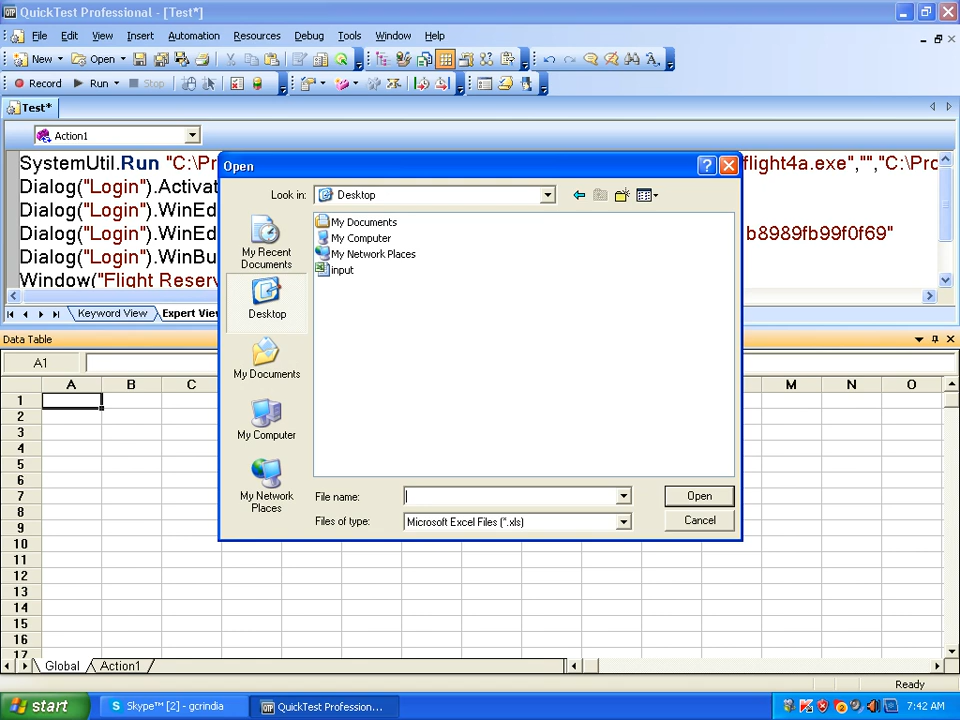 QuickTest Professional - [Test*]
File Edit View Insert Automation Resources Debug Tools Window Help
New Open
Record Run Stop
Test*
Action1
SystemUtil.Run "C:\Pro flight4a.exe","","C:\Prc
Dialog("Login").Activat
Dialog("Login").WinEd
Dialog("Login").WinEd b8989fb99f0f69"
Dialog("Login").WinBu
Window("Flight Reserv
Keyword View Expert Vie
Open
Look in: Desktop
My Recent Documents
Desktop
My Documents
My Computer
My Network Places
My Documents
My Computer
My Network Places
input
File name: Open
Files of type: Microsoft Excel Files (*.xls) Cancel
Data Table
A1
A B C M N O
1
2
3
4
5
6
7
8
9
10
11
12
13
14
15
16
17
Global Action1
Ready
start Skype™ [2] - gcrindia QuickTest Profession... 7:42 AM